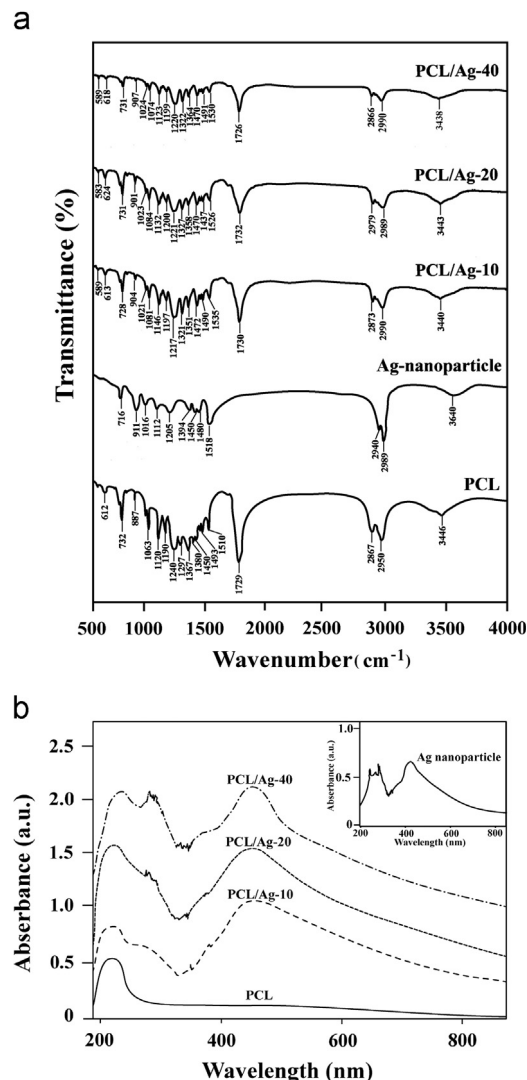 a
Transmittance (%)
PCL/Ag-40
589 618 731 907 1024 1074 1123 1199 1220 1322 1364 1470 1491 1530 1726 2866 2990 3438
PCL/Ag-20
583 624 731 901 1023 1084 1132 1200 1221 1327 1358 1470 1437 1526 1732 2979 2989 3443
PCL/Ag-10
589 613 728 904 1021 1081 1146 1197 1217 1321 1351 1472 1490 1535 1730 2873 2990 3440
Ag-nanoparticle
716 911 1016 1112 1205 1394 1450 1480 1518 2940 2989 3640
PCL
612 732 887 1063 1120 1190 1240 1297 1367 1380 1450 1493 1510 1729 2867 2950 3446
500 1000 1500 2000 2500 3000 3500 4000
Wavenumber(cm-1)
b
Abserbance (a.u.)
2.5
2.0
1.5
1.0
0.5
0
PCL/Ag-40
PCL/Ag-20
PCL/Ag-10
PCL
1.0
0.5
0.0
Absorbance (a.u.)
Ag nanoparticle
200 400 600 800
Wavelength (nm)
200 400 600 800
Wavelength (nm)